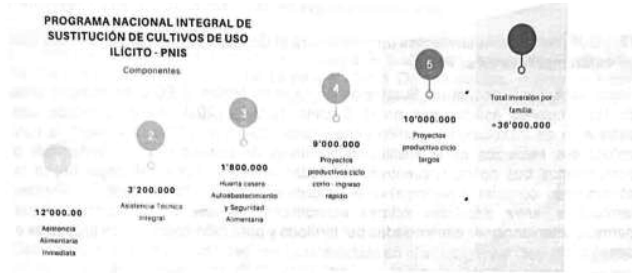 PROGRAMA NACIONAL INTEGRAL DE
SUSTITUCIÓN DE CULTIVOS DE USO
ILÍCITO - PNIS
Componentes.
1
12'000.00
Asistencia
Alimentaria
Inmediata
2
3'200.000
Asistencia Técnica
Integral
3
1'800.000
Huerta casera
Autoabastecimiento
y Seguridad
Alimentaria
4
9'000.000
Proyectos
productivos ciclo
corto - ingreso
rápido
5
10'000.000
Proyectos
productivo ciclo
largos
Total inversión por
familia
+36'000.000